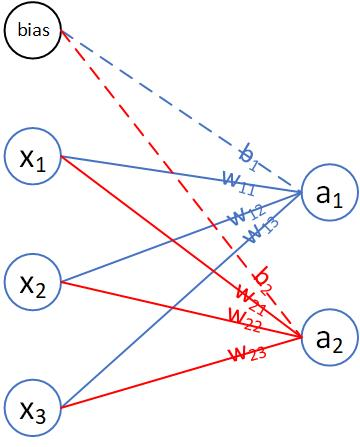 bias
x₁
x₂
x₃
b₁
w₁₁
w₁₂
w₁₃
b₂
w₂₁
w₂₂
w₂₃
a₁
a₂